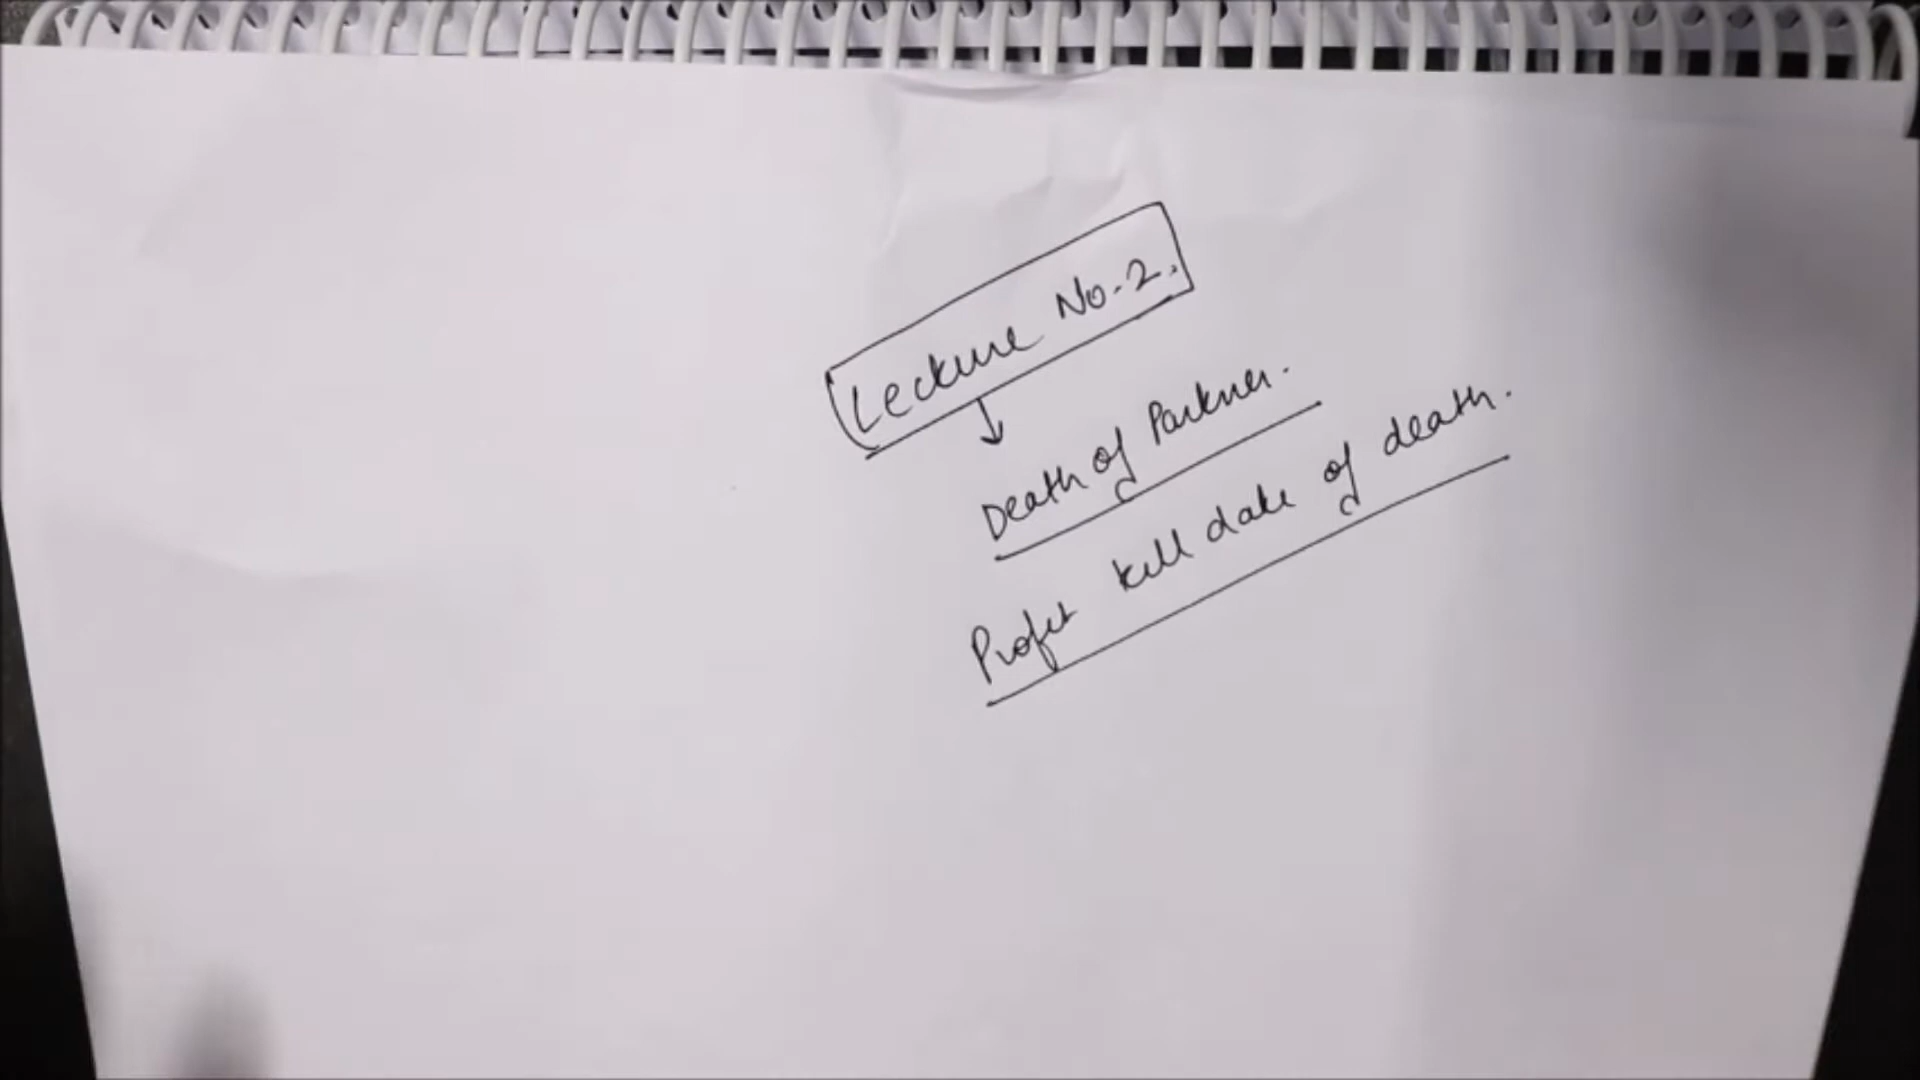 Lecture No. 2.
Death of Partner.
Profit till date of death.